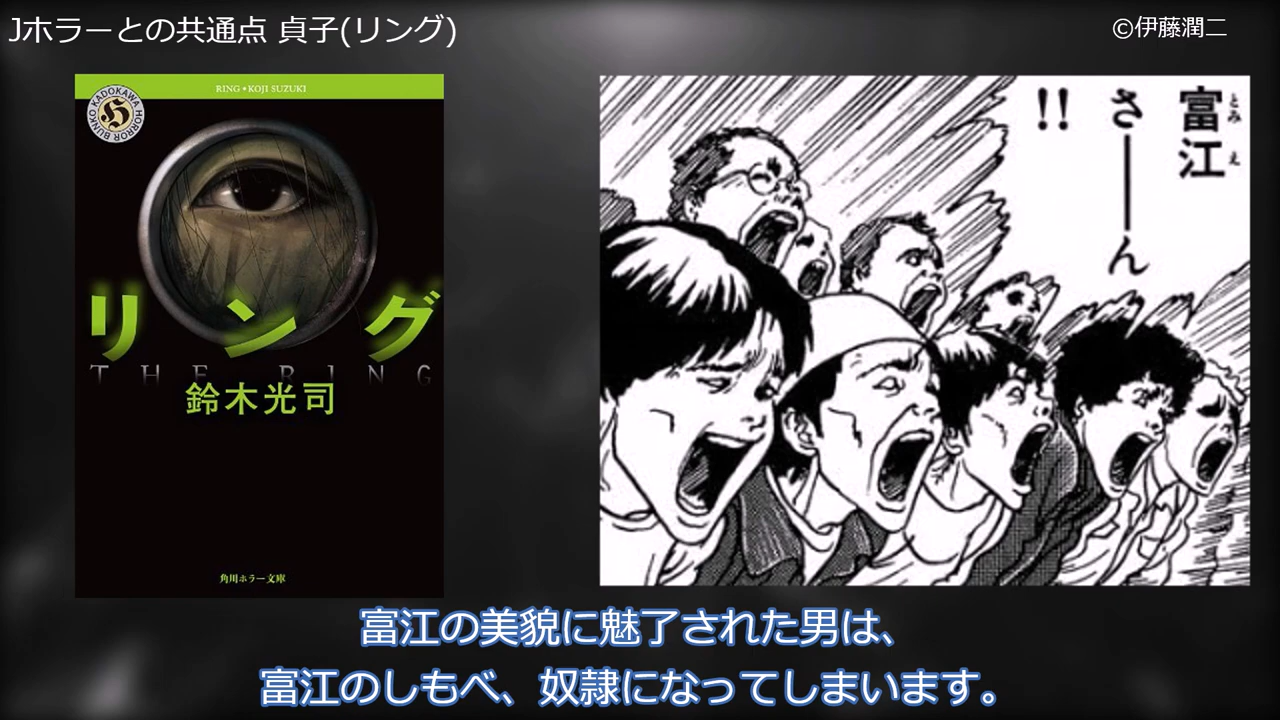 Jホラーとの共通点 貞子(リング)
©伊藤潤二
RING●KOJI SUZUKI
KADOKAWA HORROR BUNKO
H
リング
THE RING
鈴木光司
角川ホラー文庫
富江
とみえ
さーーん
!!
富江の美貌に魅了された男は、
富江のしもべ、奴隷になってしまいます。